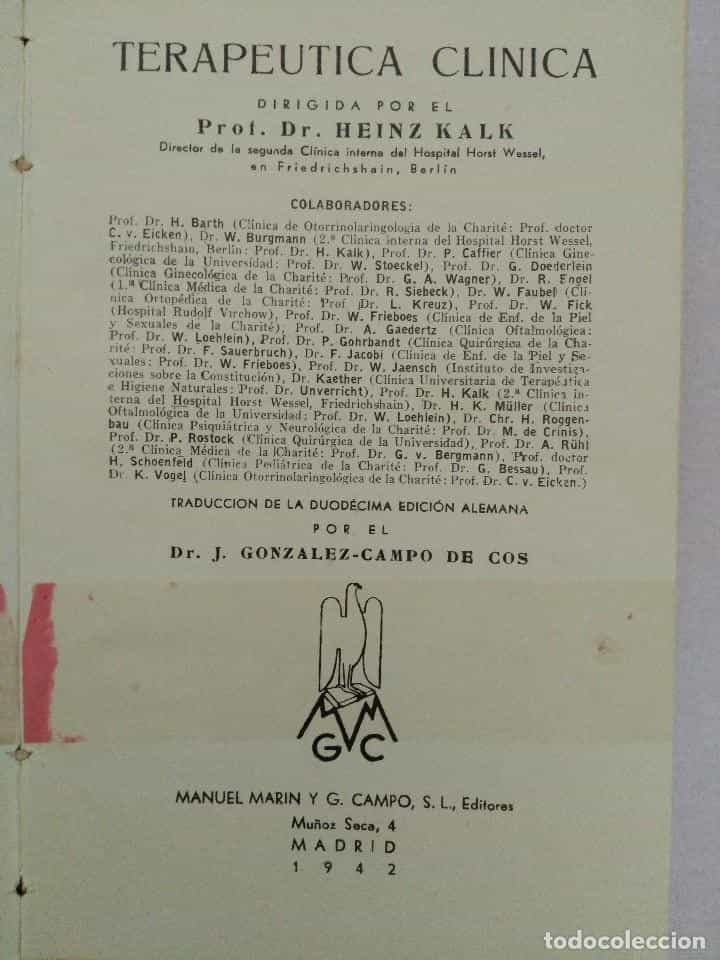 TERAPEUTICA CLINICA
DIRIGIDA POR EL
Prof. Dr. HEINZ KALK
Director de la segunda Clínica interna del Hospital Horst Wessel,
en Friedrichshain, Berlín
COLABORADORES:
Prof. Dr. H. Barth (Clínica de Otorrinolaringología de la Charité: Prof. doctor
C. v. Eicken), Dr. W. Burgmann (2.ª Clínica interna del Hospital Horst Wessel,
Friedrichshain, Berlín: Prof. Dr. H. Kalk), Prof. Dr. P. Caffier (Clínica Gine-
cológica de la Universidad: Prof. Dr. W. Stoeckel), Prof. Dr. G. Doederlein
(Clínica Ginecológica de la Charité: Prof. Dr. G. A. Wagner), Dr. R. Engel
(1.ª Clínica Médica de la Charité: Prof. Dr. R. Siebeck), Dr. W. Faubel (Clí-
nica Ortopédica de la Charité: Prof. Dr. L. Kreuz), Prof. Dr. W. Fick
(Hospital Rudolf Virchow), Prof. Dr. W. Frieboes (Clínica de Enf. de la Piel
y Sexuales de la Charité), Prof. Dr. A. Gaedertz (Clínica Oftalmológica:
Prof. Dr. W. Loehlein), Prof. Dr. P. Gohrbandt (Clínica Quirúrgica de la Cha-
rité: Prof. Dr. F. Sauerbruch), Dr. F. Jacobi (Clínica de Enf. de la Piel y Se-
xuales: Prof. Dr. W. Frieboes), Prof. Dr. W. Jaensch (Instituto de Investiga-
ciones sobre la Constitución), Dr. Kaether (Clínica Universitaria de Terapéutica
e Higiene Naturales: Prof. Dr. Unverricht), Prof. Dr. H. Kalk (2.ª Clínica in-
terna del Hospital Horst Wessel, Friedrichshain), Dr. H. K. Müller (Clínica
Oftalmológica de la Universidad: Prof. Dr. W. Loehlein), Dr. Chr. H. Roggen-
bau (Clínica Psiquiátrica y Neurológica de la Charité: Prof. Dr. M. de Crinis),
Prof. Dr. P. Rostock (Clínica Quirúrgica de la Universidad), Prof. Dr. A. Rühl
(2.ª Clínica Médica de la Charité: Prof. Dr. G. v. Bergmann), Prof. doctor
H. Schoenfeld (Clínica Pediátrica de la Charité: Prof. Dr. G. Bessau), Prof.
Dr. K. Vogel (Clínica Otorrinolaringológica de la Charité: Prof. Dr. C. v. Eicken.)
TRADUCCION DE LA DUODÉCIMA EDICIÓN ALEMANA
POR EL
Dr. J. GONZALEZ-CAMPO DE COS
M M
G C
MANUEL MARIN Y G. CAMPO, S. L., Editores
Muñoz Seca, 4
MADRID
1942
todocoleccion